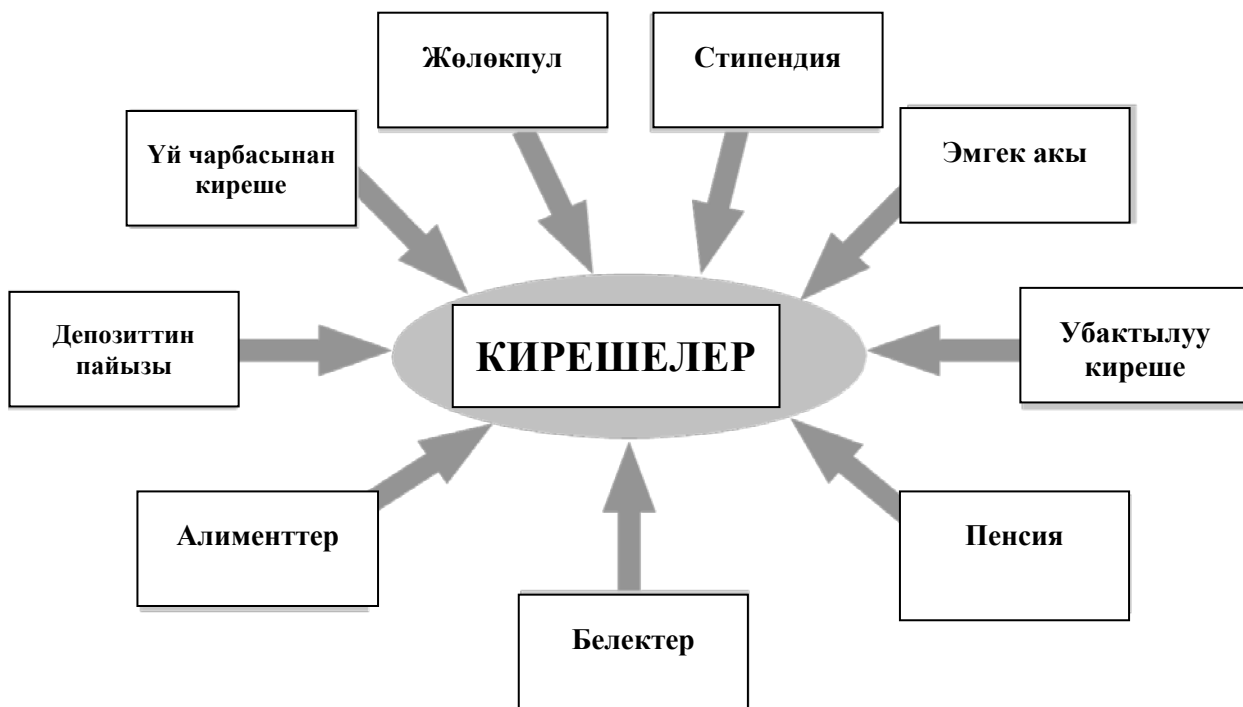 Жөлөкпул
Стипендия
Үй чарбасынан
киреше
Эмгек акы
Депозиттин
пайызы
КИРЕШЕЛЕР
Убактылуу
киреше
Алименттер
Пенсия
Белектер